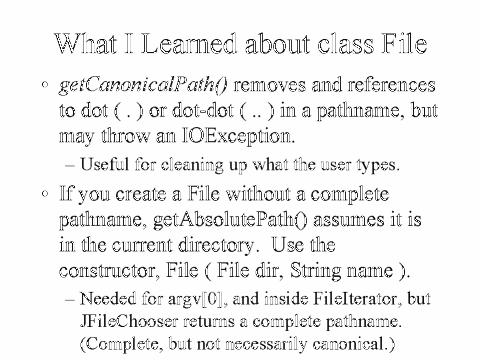 What I Learned about class File
◦ getCanonicalPath() removes and references
to dot ( . ) or dot-dot ( .. ) in a pathname, but
may throw an IOException.
– Useful for cleaning up what the user types.
◦ If you create a File without a complete
pathname, getAbsolutePath() assumes it is
in the current directory.  Use the
constructor, File ( File dir, String name ).
– Needed for argv[0], and inside FileIterator, but
JFileChooser returns a complete pathname.
(Complete, but not necessarily canonical.)